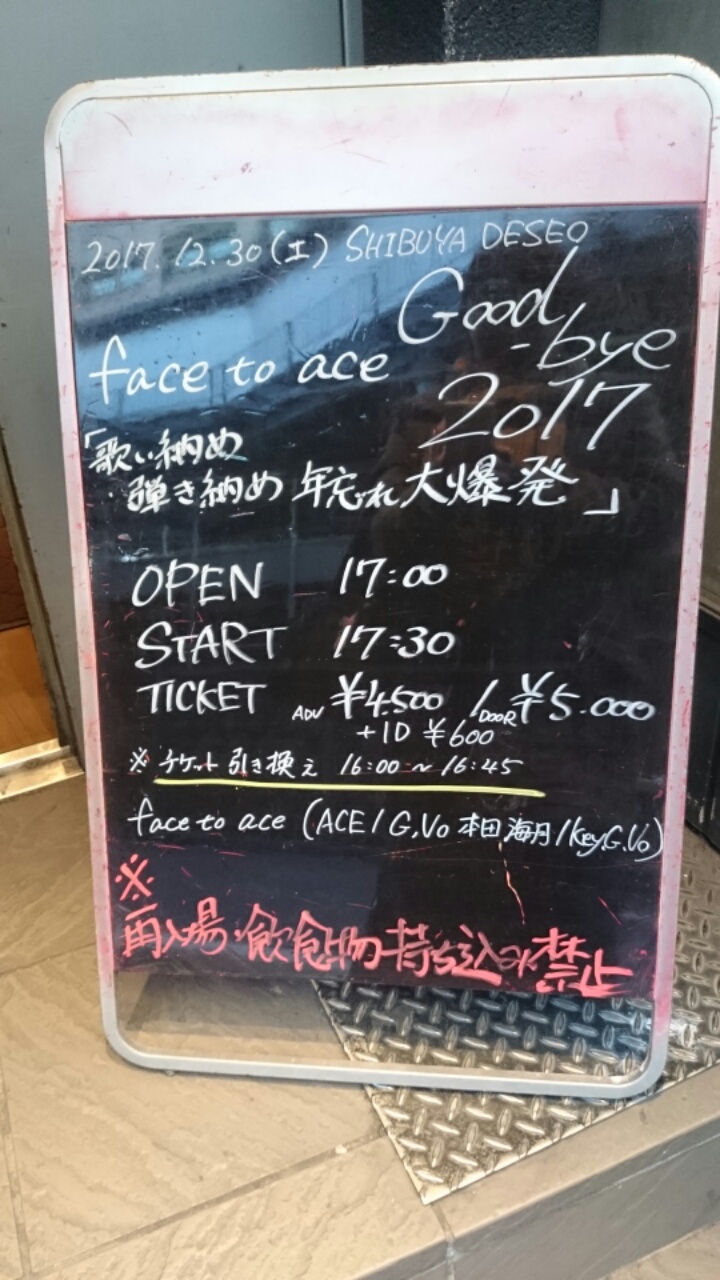 2017.12.30(土) SHIBUYA DESEO
Good
-bye
face to ace
2017
「歌い納め
弾き納め 年忘れ大爆発」
OPEN 17:00
START 17:30
TICKET ADV ¥4.500 / DOOR ¥5.000
+1D ¥600
※ チケット引き換え 16:00~16:45
face to ace (ACE/G,Vo 本田海月/Key,G,Vo)
※
再入場・飲食物持ち込み禁止